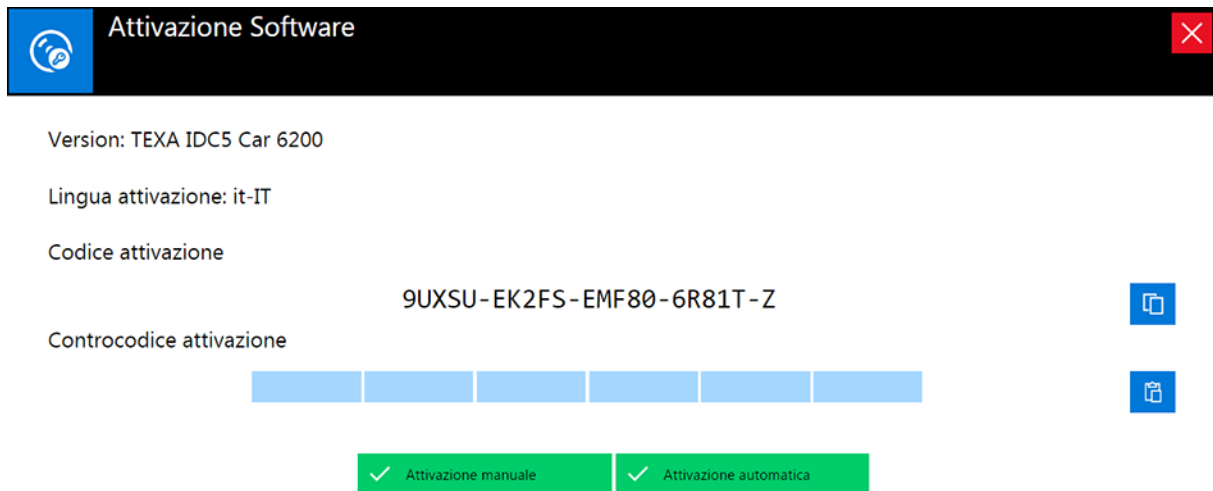 Attivazione Software
Version: TEXA IDC5 Car 6200
Lingua attivazione: it-IT
Codice attivazione
9UXSU-EK2FS-EMF80-6R81T-Z
Controcodice attivazione
Attivazione manuale Attivazione automatica